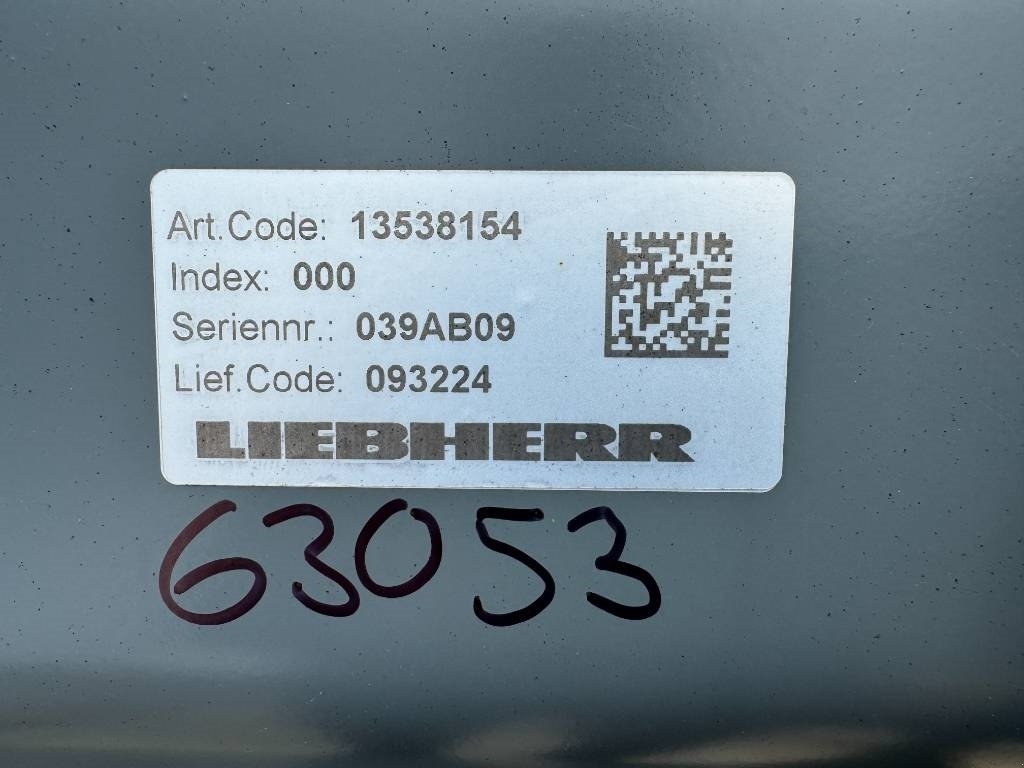 Art.Code: 13538154
Index: 000
Seriennr.: 039AB09
Lief.Code: 093224
LIEBHERR
63053